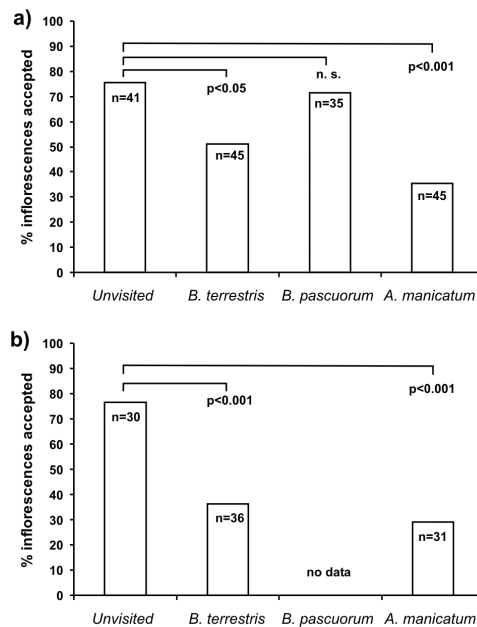 a)
% inflorescences accepted
100
90
80
70
60
50
40
30
20
10
0
n=41
p<0.05
n=45
n. s.
n=35
p<0.001
n=45
Unvisited B. terrestris B. pascuorum A. manicatum
b)
% inflorescences accepted
100
90
80
70
60
50
40
30
20
10
0
n=30
p<0.001
n=36
no data
p<0.001
n=31
Unvisited B. terrestris B. pascuorum A. manicatum